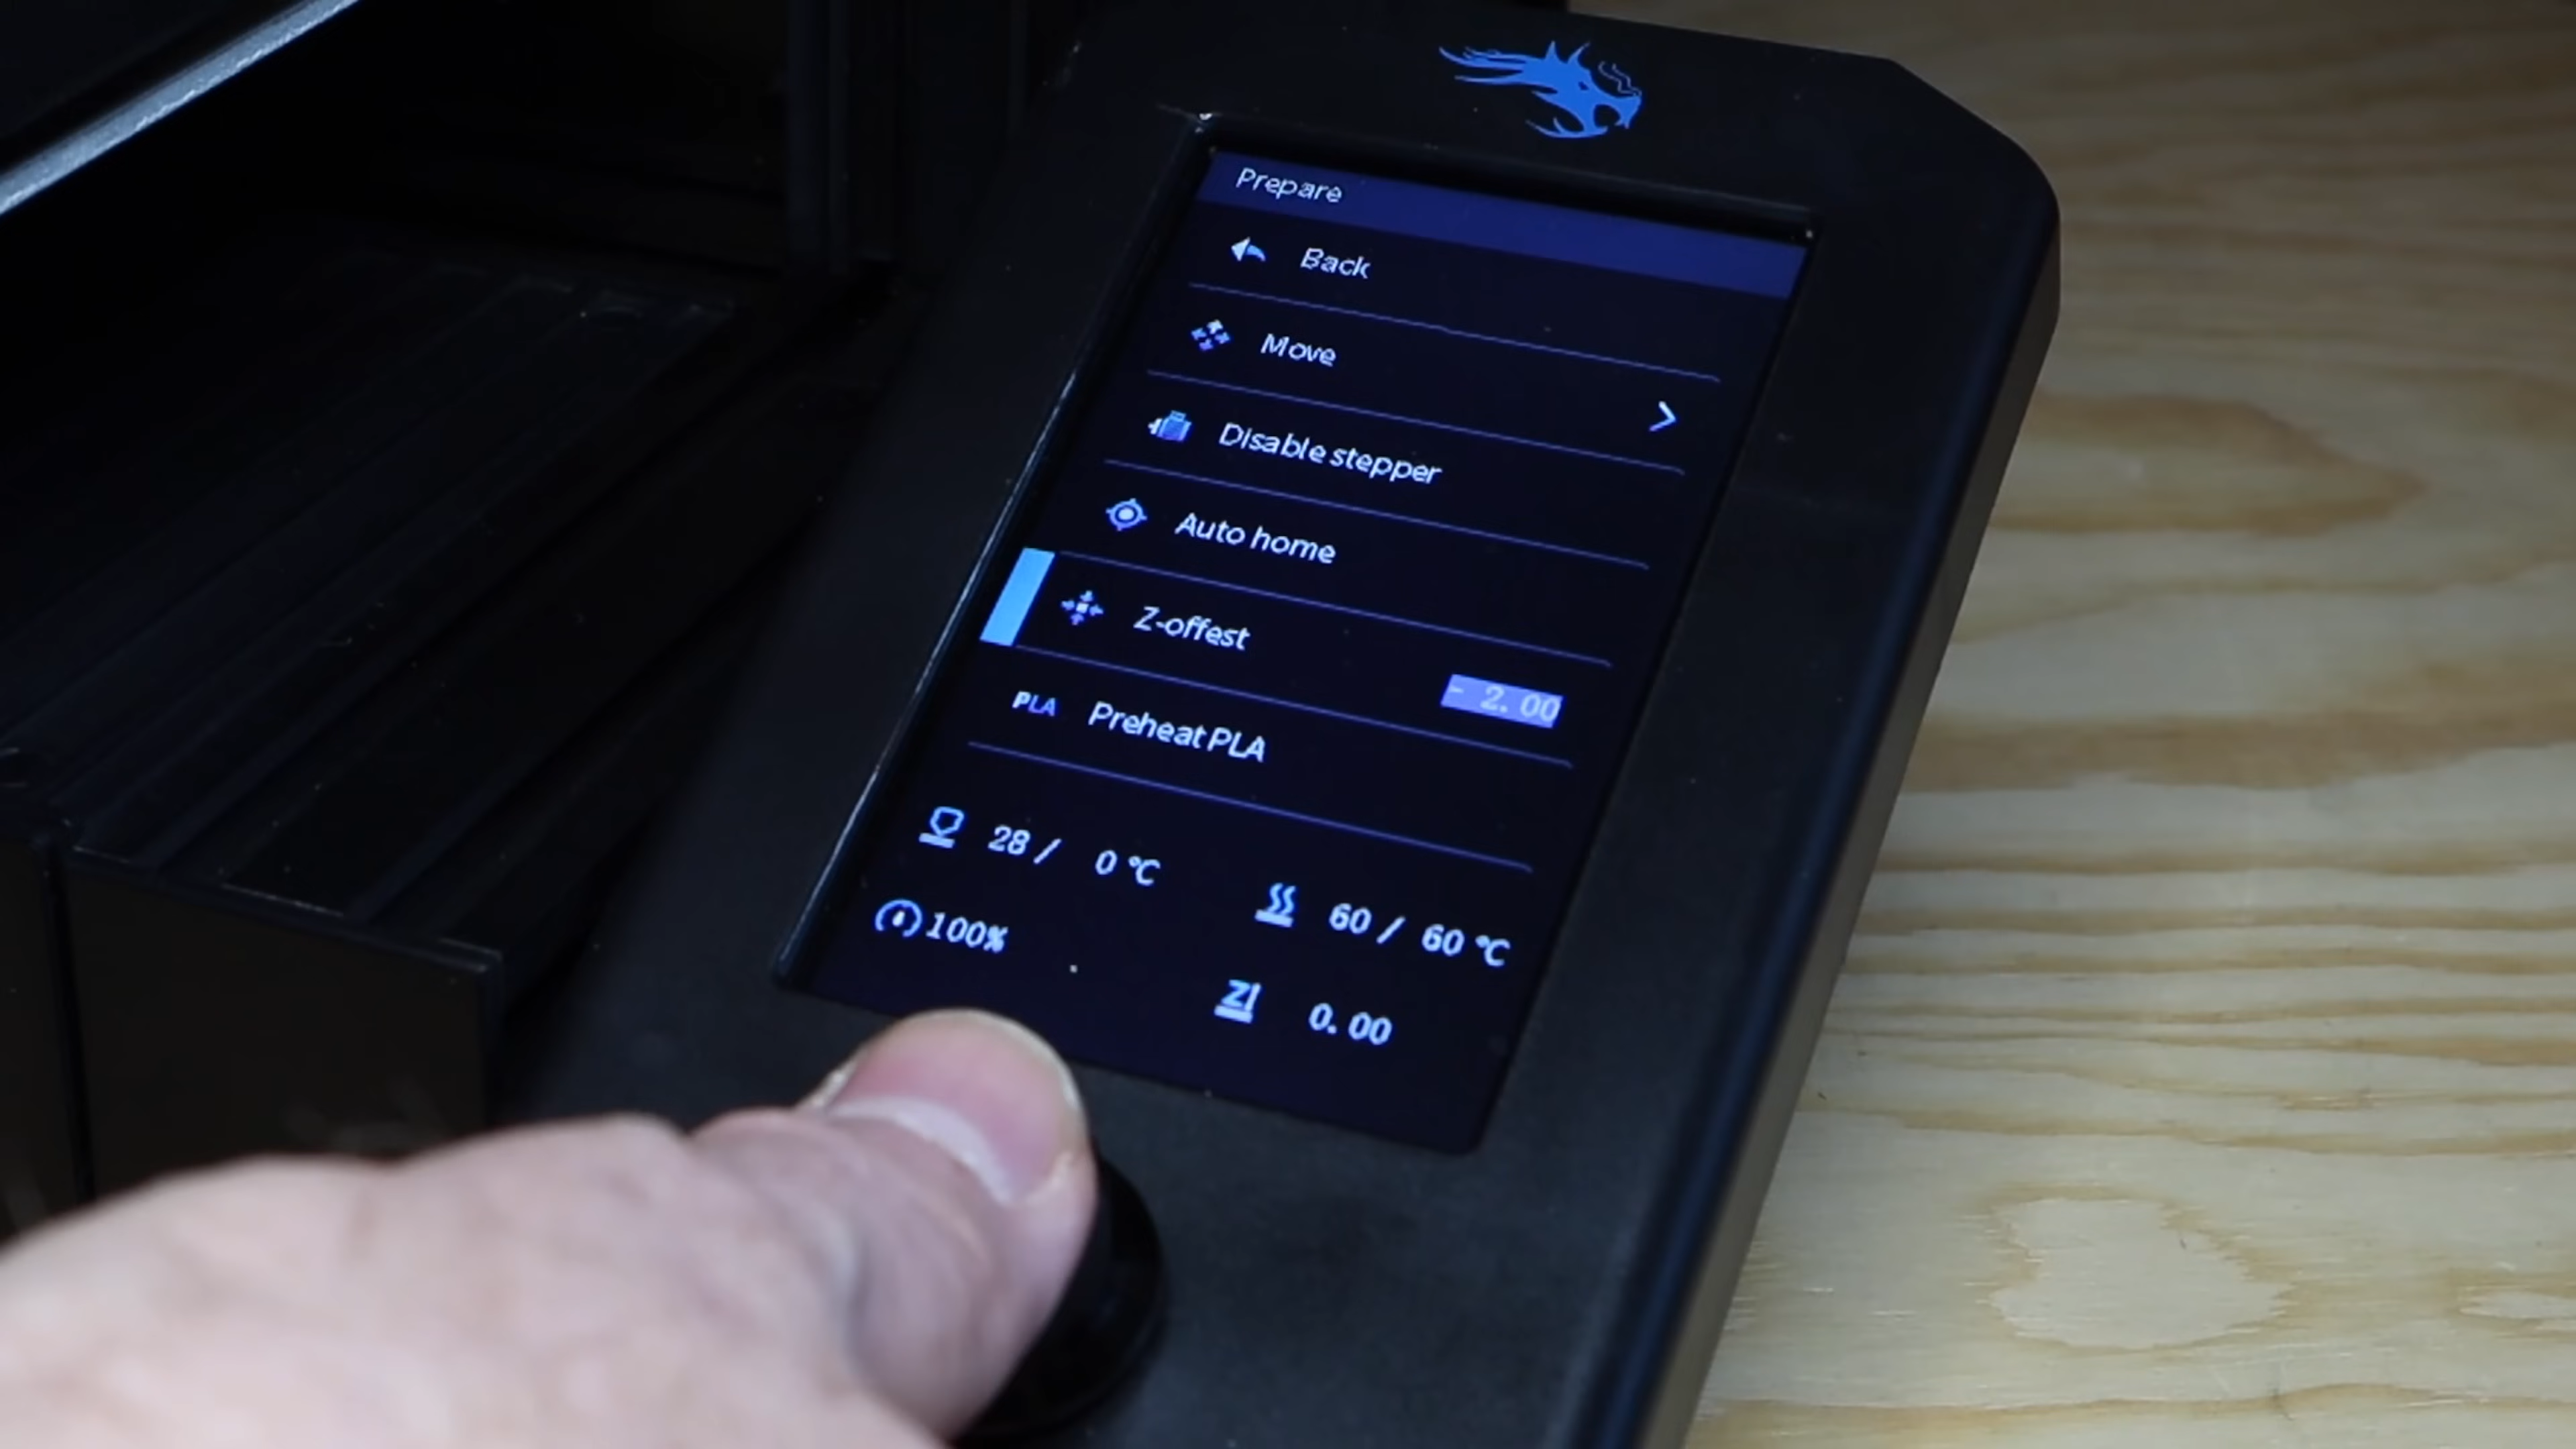 Prepare
Back
Move
Disable stepper
Auto home
Z-offest
- 2.00
PLA Preheat PLA
28 / 0 °C
60 / 60 °C
100%
Z 0.00